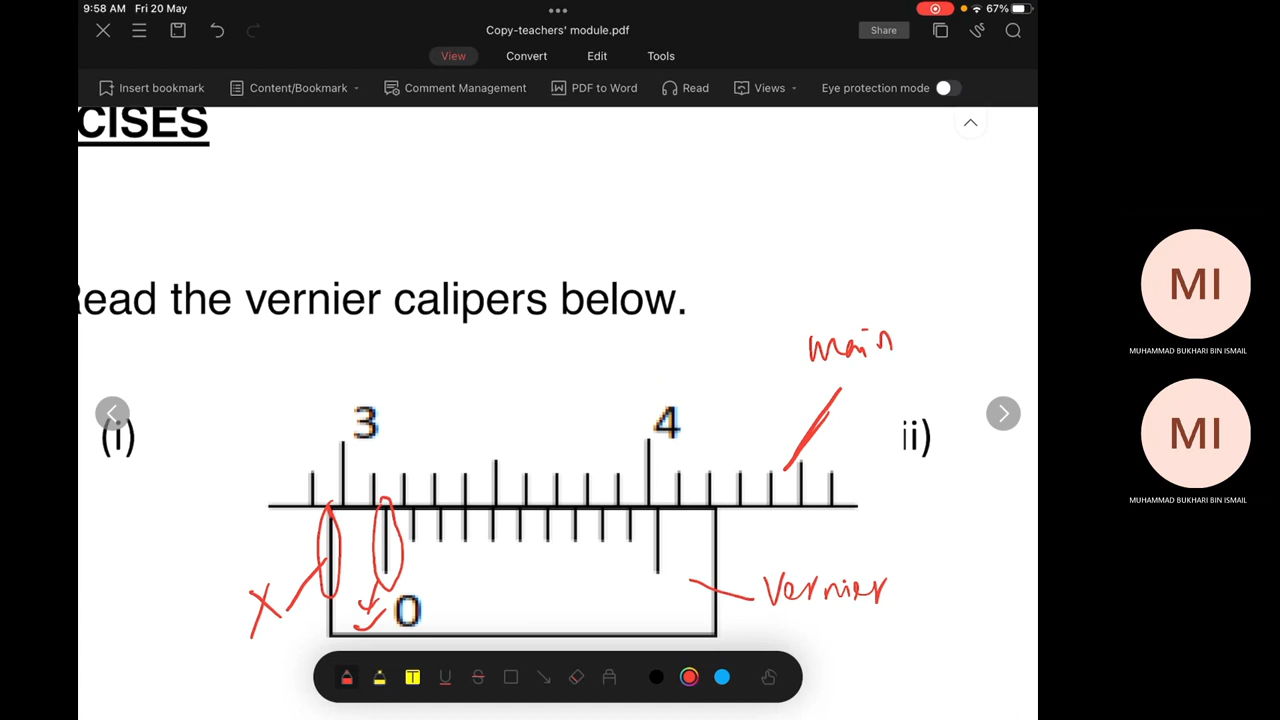 9:58 AM Fri 20 May
67%
Copy-teachers' module.pdf
Share
View Convert Edit Tools
Insert bookmark Content/Bookmark Comment Management PDF to Word Read Views Eye protection mode
CISES
Read the vernier calipers below.
main
(i) 3 4 ii)
X 0 Vernier
MI
MUHAMMAD BUKHARI BIN ISMAIL
MI
MUHAMMAD BUKHARI BIN ISMAIL